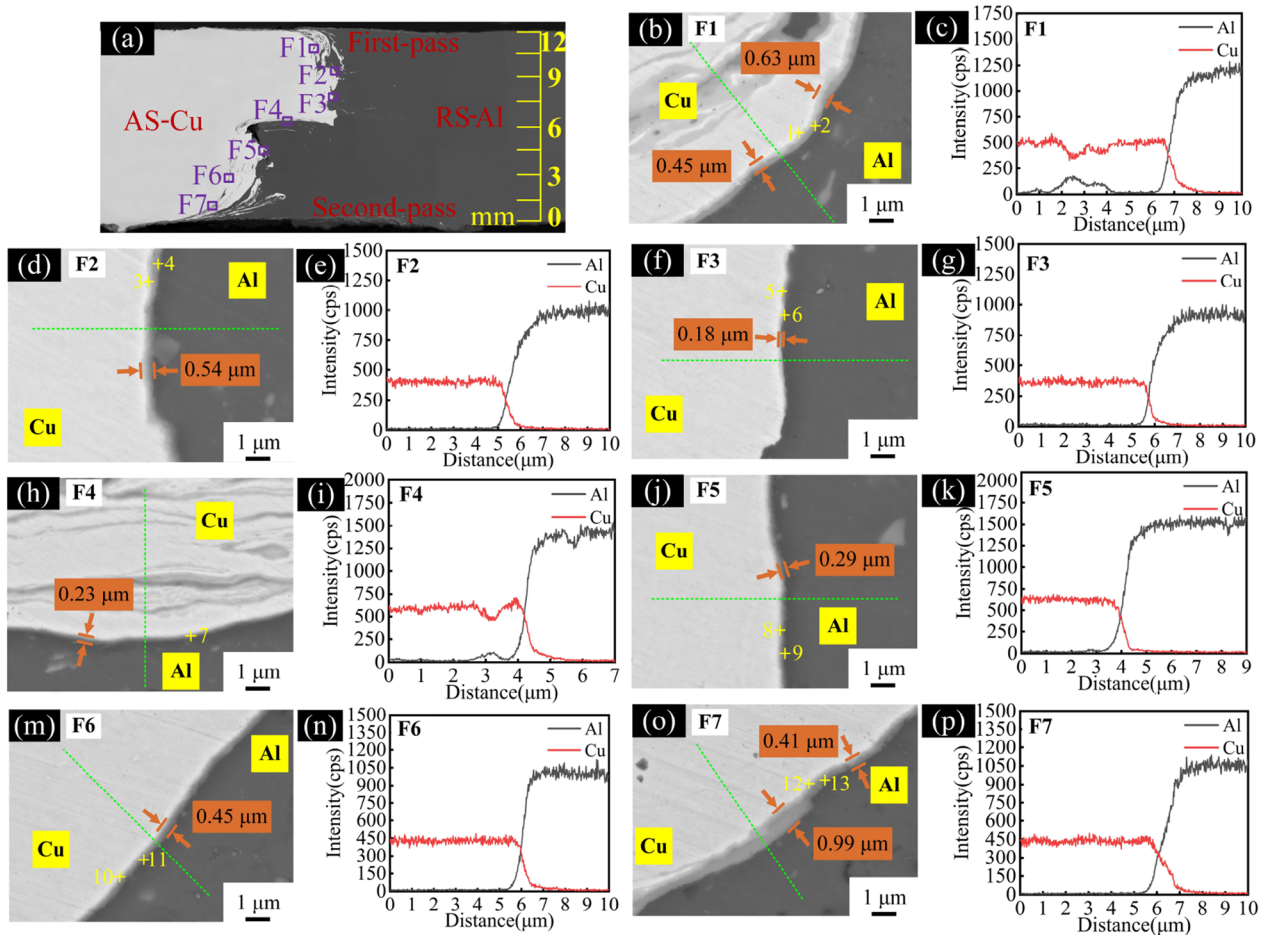 (a)
First-pass
F1
F2
F3
F4
AS-Cu
RS-Al
F5
F6
F7
Second-pass
12
9
6
3
0
mm
(b)
F1
0.63 μm
Cu
1+
+2
0.45 μm
Al
1 μm
(c)
F1
Al
Cu
Intensity(cps)
1750
1500
1250
1000
750
500
250
0
0 1 2 3 4 5 6 7 8 9 10
Distance(μm)
(d)
F2
+4
3+
Al
0.54 μm
Cu
1 μm
(e)
F2
Al
Cu
Intensity(cps)
1500
1250
1000
750
500
250
0
0 1 2 3 4 5 6 7 8 9 10
Distance(μm)
(f)
F3
5+
+6
Al
0.18 μm
Cu
1 μm
(g)
F3
Al
Cu
Intensity(cps)
1500
1250
1000
750
500
250
0
0 1 2 3 4 5 6 7 8 9 10
Distance(μm)
(h)
F4
Cu
0.23 μm
+7
Al
1 μm
(i)
F4
Al
Cu
Intensity(cps)
2000
1750
1500
1250
1000
750
500
250
0
0 1 2 3 4 5 6 7
Distance(μm)
(j)
F5
Cu
0.29 μm
8+
Al
+9
1 μm
(k)
F5
Al
Cu
Intensity(cps)
2000
1750
1500
1250
1000
750
500
250
0
0 1 2 3 4 5 6 7 8 9
Distance(μm)
(m)
F6
Al
0.45 μm
Cu
+11
10+
1 μm
(n)
F6
Al
Cu
Intensity(cps)
1500
1350
1200
1050
900
750
600
450
300
150
0
0 1 2 3 4 5 6 7 8 9 10
Distance(μm)
(o)
F7
0.41 μm
12+
+13
Al
Cu
0.99 μm
1 μm
(p)
F7
Al
Cu
Intensity(cps)
1500
1350
1200
1050
900
750
600
450
300
150
0
0 1 2 3 4 5 6 7 8 9 10
Distance(μm)